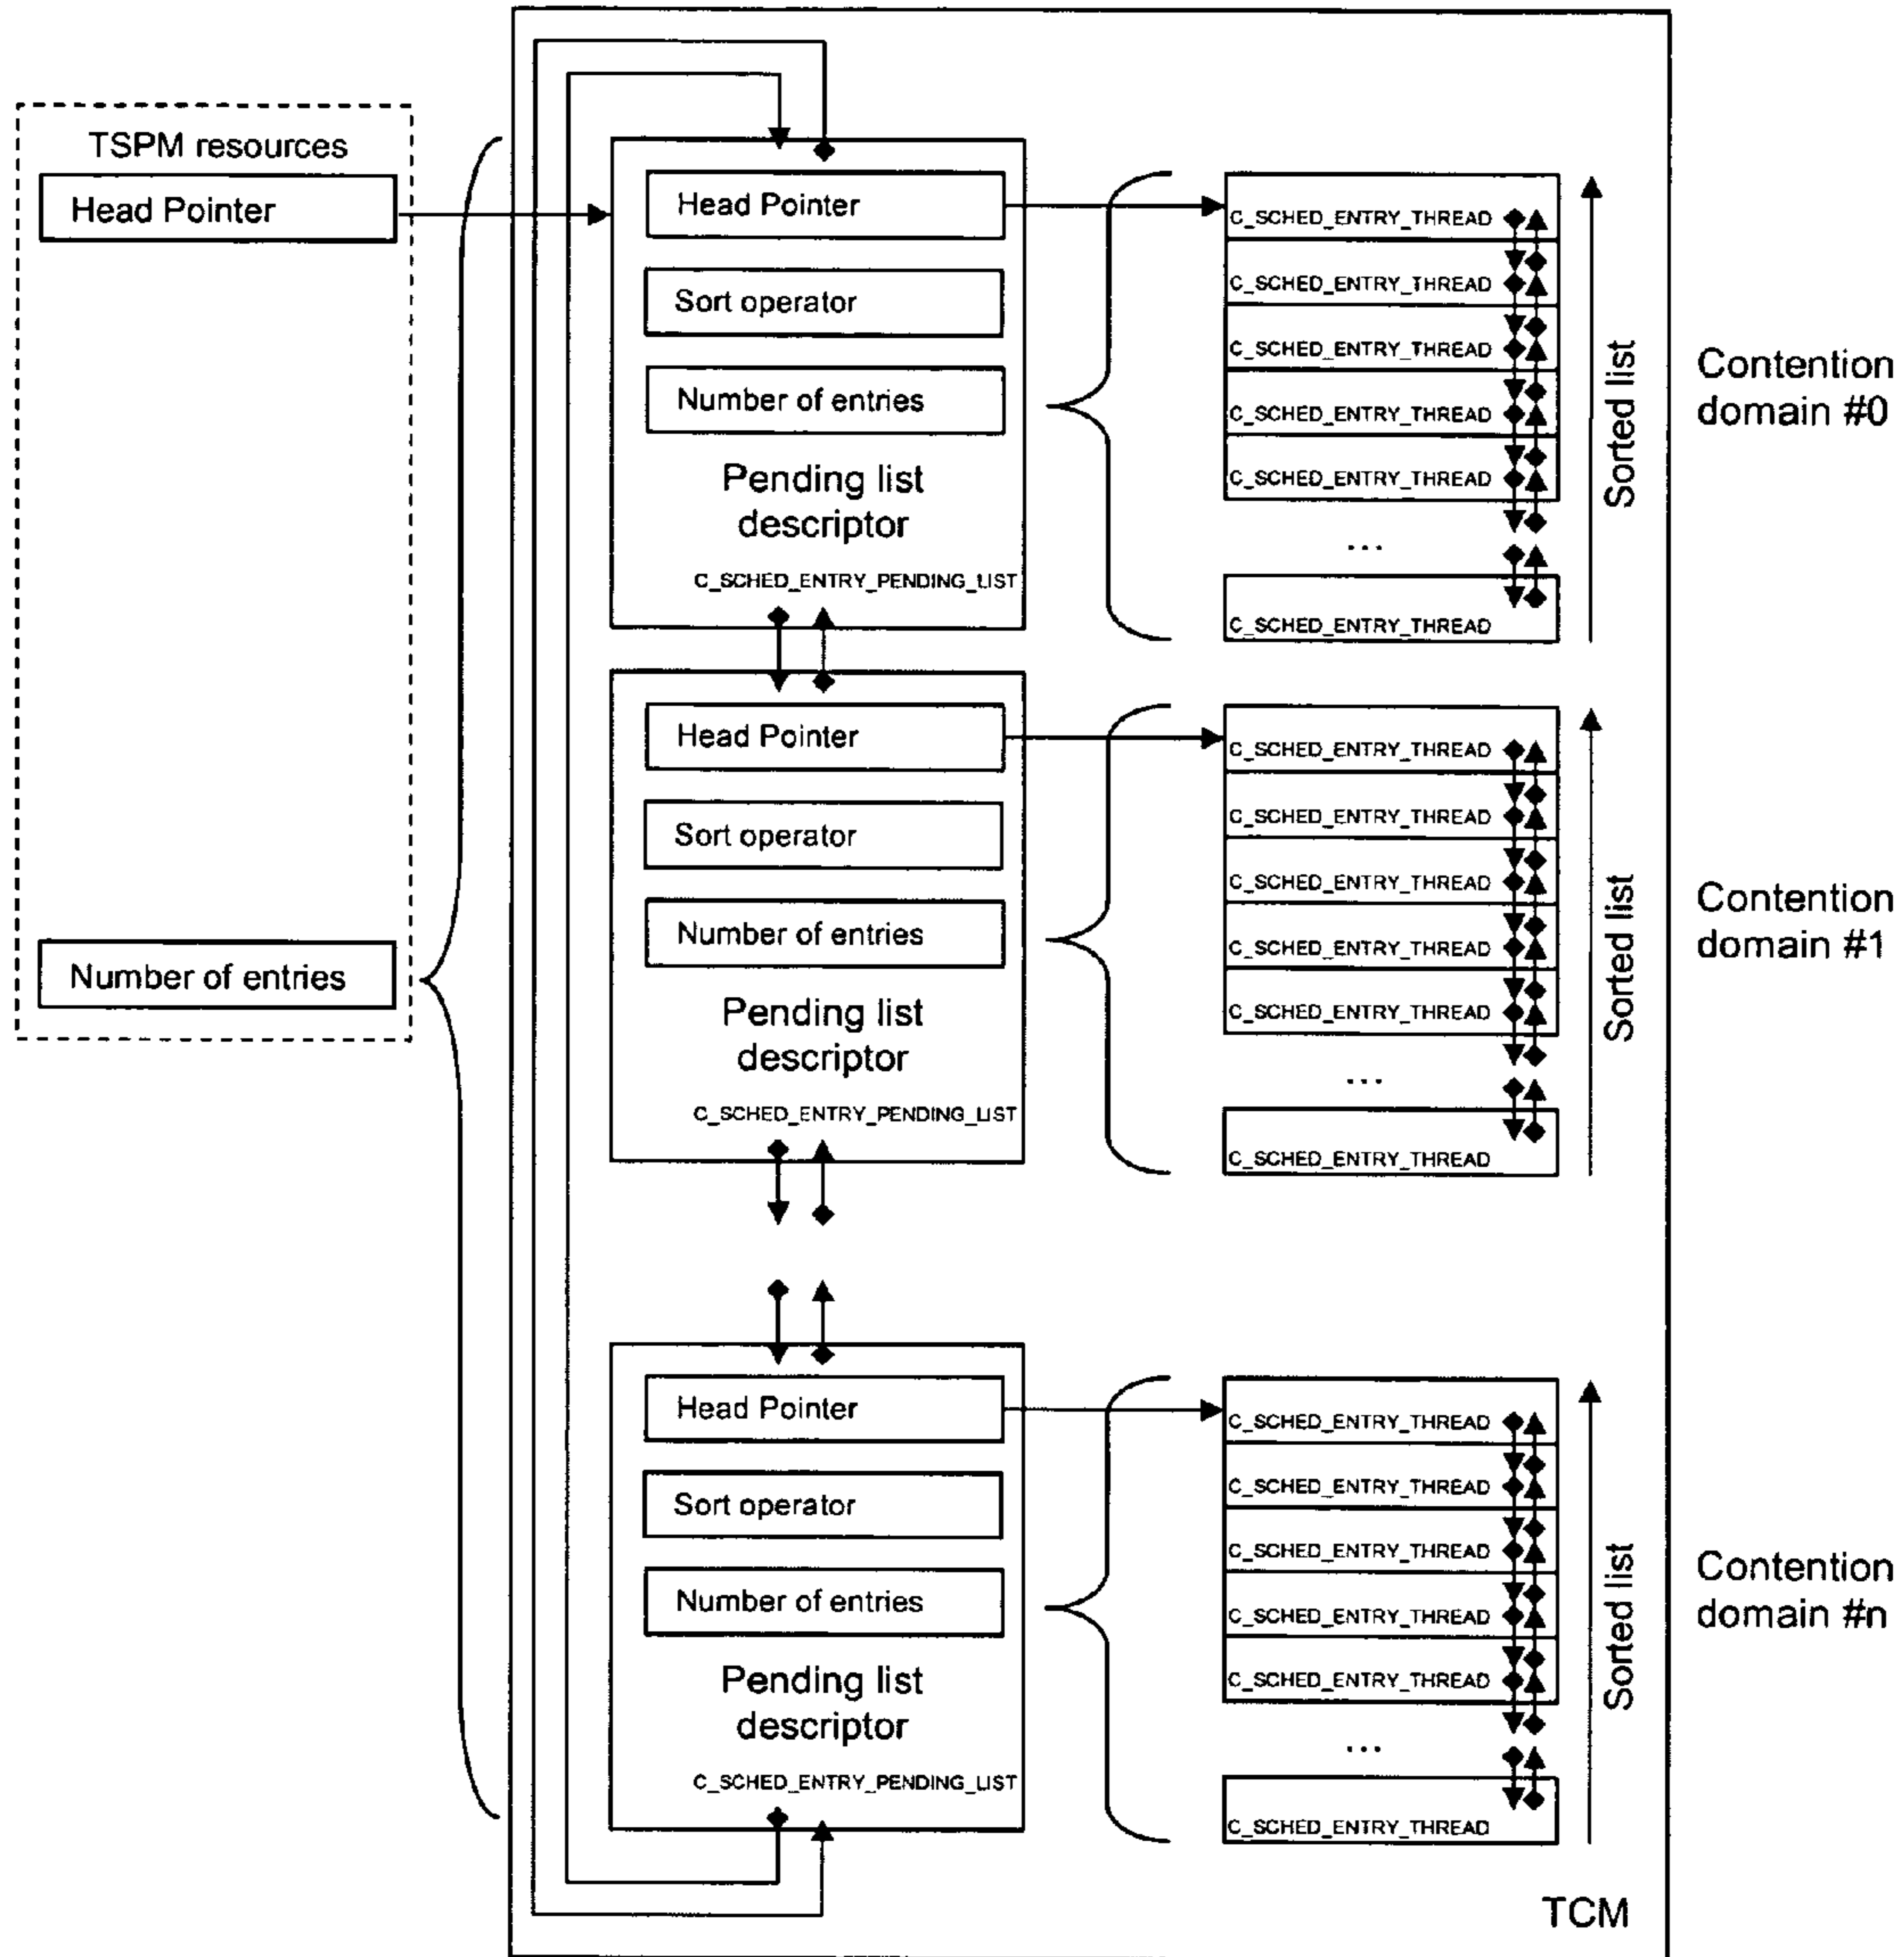 TSPM resources
Head Pointer
Number of entries
Head Pointer
Sort operator
Number of entries
Pending list
descriptor
C_SCHED_ENTRY_PENDING_LIST
C_SCHED_ENTRY_THREAD
C_SCHED_ENTRY_THREAD
C_SCHED_ENTRY_THREAD
C_SCHED_ENTRY_THREAD
C_SCHED_ENTRY_THREAD
...
C_SCHED_ENTRY_THREAD
Sorted list
Contention
domain #0
Head Pointer
Sort operator
Number of entries
Pending list
descriptor
C_SCHED_ENTRY_PENDING_LIST
C_SCHED_ENTRY_THREAD
C_SCHED_ENTRY_THREAD
C_SCHED_ENTRY_THREAD
C_SCHED_ENTRY_THREAD
C_SCHED_ENTRY_THREAD
...
C_SCHED_ENTRY_THREAD
Sorted list
Contention
domain #1
Head Pointer
Sort operator
Number of entries
Pending list
descriptor
C_SCHED_ENTRY_PENDING_LIST
C_SCHED_ENTRY_THREAD
C_SCHED_ENTRY_THREAD
C_SCHED_ENTRY_THREAD
C_SCHED_ENTRY_THREAD
C_SCHED_ENTRY_THREAD
...
C_SCHED_ENTRY_THREAD
Sorted list
Contention
domain #n
TCM